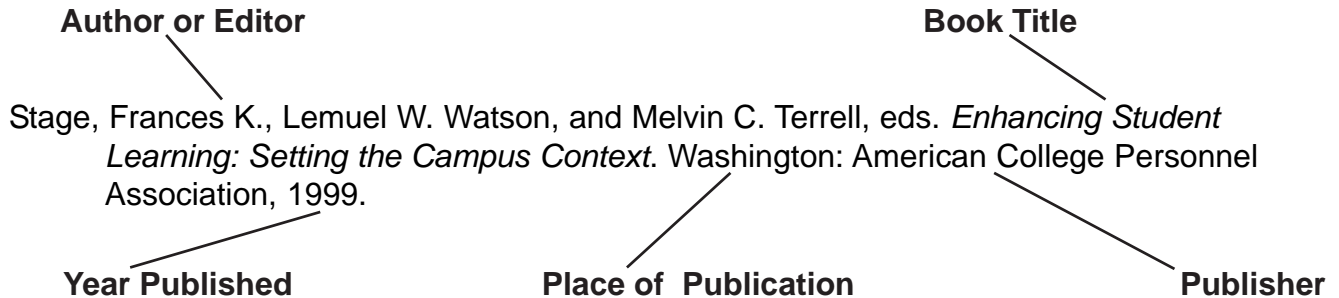 Author or Editor Book Title
Stage, Frances K., Lemuel W. Watson, and Melvin C. Terrell, eds. Enhancing Student
Learning: Setting the Campus Context. Washington: American College Personnel
Association, 1999.
Year Published Place of Publication Publisher